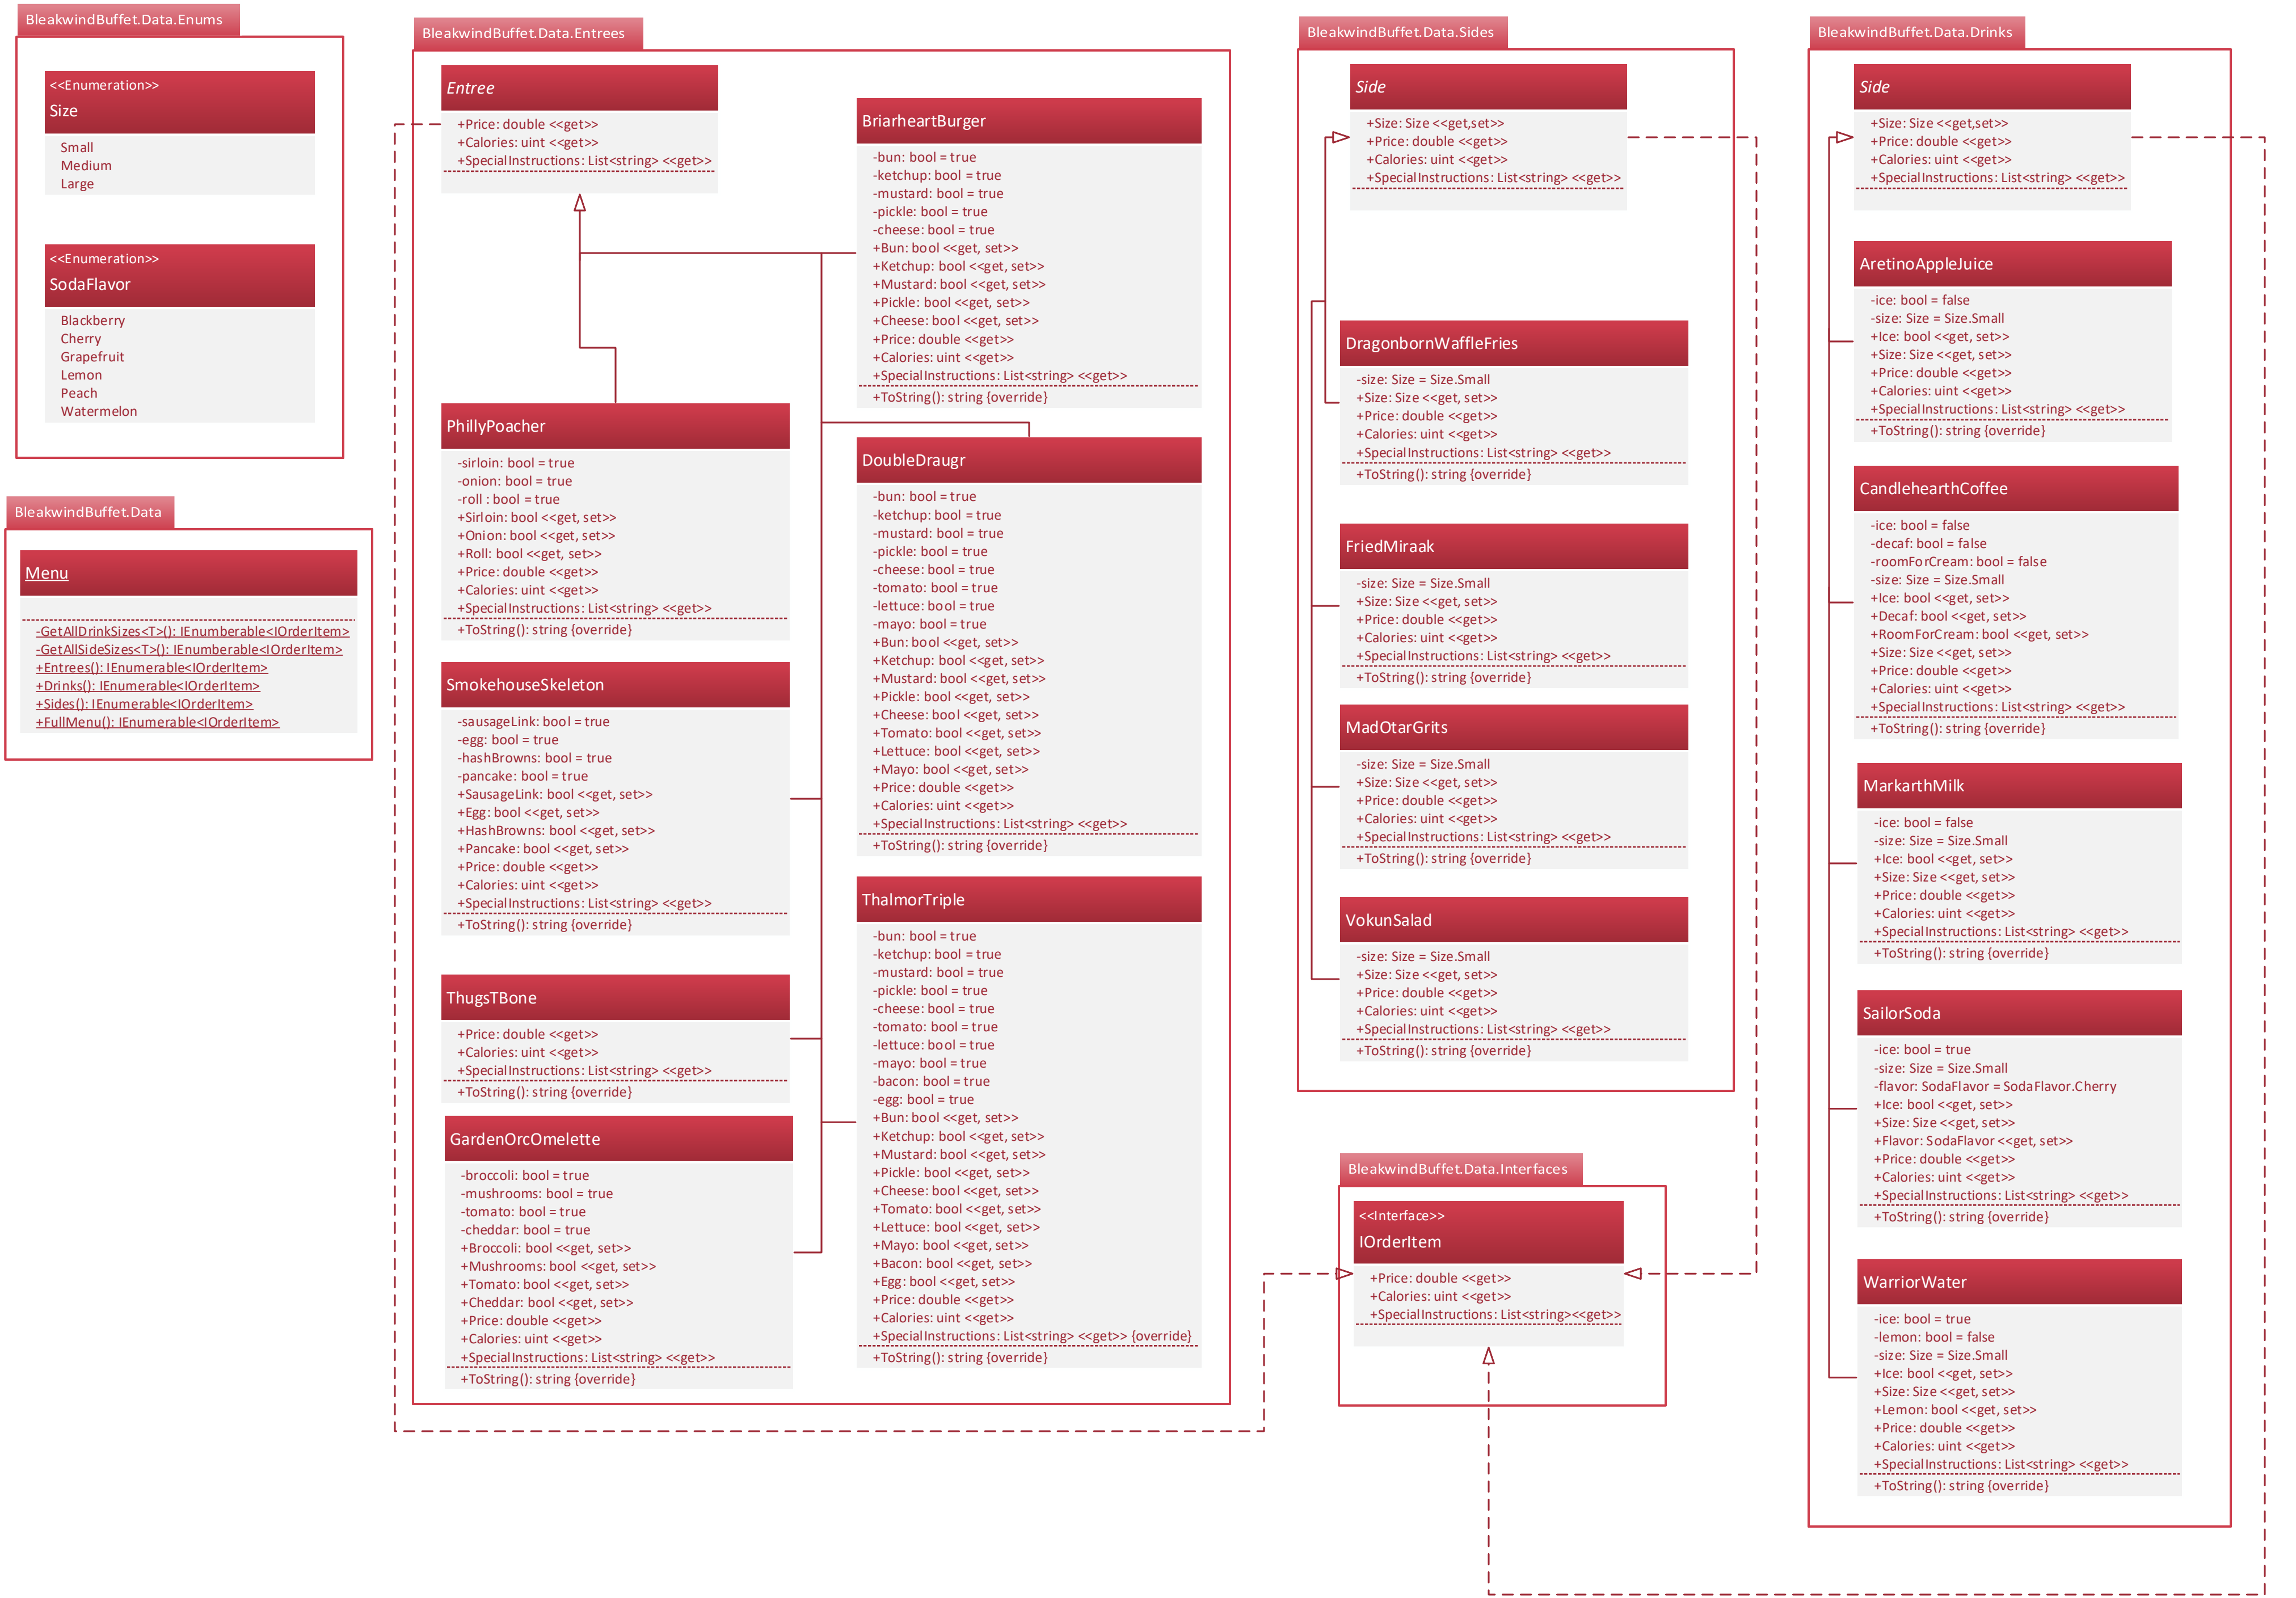 BleakwindBuffet.Data.Enums
<<Enumeration>>
Size
Small
Medium
Large
<<Enumeration>>
SodaFlavor
Blackberry
Cherry
Grapefruit
Lemon
Peach
Watermelon
BleakwindBuffet.Data
Menu
-GetAllDrinkSizes<T>(): IEnumberable<IOrderItem>
-GetAllSideSizes<T>(): IEnumberable<IOrderItem>
+Entrees(): IEnumerable<IOrderItem>
+Drinks(): IEnumerable<IOrderItem>
+Sides(): IEnumerable<IOrderItem>
+FullMenu(): IEnumerable<IOrderItem>
BleakwindBuffet.Data.Entrees
Entree
+Price: double <<get>>
+Calories: uint <<get>>
+SpecialInstructions: List<string> <<get>>
PhillyPoacher
-sirloin: bool = true
-onion: bool = true
-roll : bool = true
+Sirloin: bool <<get, set>>
+Onion: bool <<get, set>>
+Roll: bool <<get, set>>
+Price: double <<get>>
+Calories: uint <<get>>
+SpecialInstructions: List<string> <<get>>
+ToString(): string {override}
SmokehouseSkeleton
-sausageLink: bool = true
-egg: bool = true
-hashBrowns: bool = true
-pancake: bool = true
+SausageLink: bool <<get, set>>
+Egg: bool <<get, set>>
+HashBrowns: bool <<get, set>>
+Pancake: bool <<get, set>>
+Price: double <<get>>
+Calories: uint <<get>>
+SpecialInstructions: List<string> <<get>>
+ToString(): string {override}
ThugsTBone
+Price: double <<get>>
+Calories: uint <<get>>
+SpecialInstructions: List<string> <<get>>
+ToString(): string {override}
GardenOrcOmelette
-broccoli: bool = true
-mushrooms: bool = true
-tomato: bool = true
-cheddar: bool = true
+Broccoli: bool <<get, set>>
+Mushrooms: bool <<get, set>>
+Tomato: bool <<get, set>>
+Cheddar: bool <<get, set>>
+Price: double <<get>>
+Calories: uint <<get>>
+SpecialInstructions: List<string> <<get>>
+ToString(): string {override}
BriarheartBurger
-bun: bool = true
-ketchup: bool = true
-mustard: bool = true
-pickle: bool = true
-cheese: bool = true
+Bun: bool <<get, set>>
+Ketchup: bool <<get, set>>
+Mustard: bool <<get, set>>
+Pickle: bool <<get, set>>
+Cheese: bool <<get, set>>
+Price: double <<get>>
+Calories: uint <<get>>
+SpecialInstructions: List<string> <<get>>
+ToString(): string {override}
DoubleDraugr
-bun: bool = true
-ketchup: bool = true
-mustard: bool = true
-pickle: bool = true
-cheese: bool = true
-tomato: bool = true
-lettuce: bool = true
-mayo: bool = true
+Bun: bool <<get, set>>
+Ketchup: bool <<get, set>>
+Mustard: bool <<get, set>>
+Pickle: bool <<get, set>>
+Cheese: bool <<get, set>>
+Tomato: bool <<get, set>>
+Lettuce: bool <<get, set>>
+Mayo: bool <<get, set>>
+Price: double <<get>>
+Calories: uint <<get>>
+SpecialInstructions: List<string> <<get>>
+ToString(): string {override}
ThalmorTriple
-bun: bool = true
-ketchup: bool = true
-mustard: bool = true
-pickle: bool = true
-cheese: bool = true
-tomato: bool = true
-lettuce: bool = true
-mayo: bool = true
-bacon: bool = true
-egg: bool = true
+Bun: bool <<get, set>>
+Ketchup: bool <<get, set>>
+Mustard: bool <<get, set>>
+Pickle: bool <<get, set>>
+Cheese: bool <<get, set>>
+Tomato: bool <<get, set>>
+Lettuce: bool <<get, set>>
+Mayo: bool <<get, set>>
+Bacon: bool <<get, set>>
+Egg: bool <<get, set>>
+Price: double <<get>>
+Calories: uint <<get>>
+SpecialInstructions: List<string> <<get>> {override}
+ToString(): string {override}
BleakwindBuffet.Data.Sides
Side
+Size: Size <<get,set>>
+Price: double <<get>>
+Calories: uint <<get>>
+SpecialInstructions: List<string> <<get>>
DragonbornWaffleFries
-size: Size = Size.Small
+Size: Size <<get, set>>
+Price: double <<get>>
+Calories: uint <<get>>
+SpecialInstructions: List<string> <<get>>
+ToString(): string {override}
FriedMiraak
-size: Size = Size.Small
+Size: Size <<get, set>>
+Price: double <<get>>
+Calories: uint <<get>>
+SpecialInstructions: List<string> <<get>>
+ToString(): string {override}
MadOtarGrits
-size: Size = Size.Small
+Size: Size <<get, set>>
+Price: double <<get>>
+Calories: uint <<get>>
+SpecialInstructions: List<string> <<get>>
+ToString(): string {override}
VokunSalad
-size: Size = Size.Small
+Size: Size <<get, set>>
+Price: double <<get>>
+Calories: uint <<get>>
+SpecialInstructions: List<string> <<get>>
+ToString(): string {override}
BleakwindBuffet.Data.Interfaces
<<Interface>>
IOrderItem
+Price: double <<get>>
+Calories: uint <<get>>
+SpecialInstructions: List<string><<get>>
BleakwindBuffet.Data.Drinks
Side
+Size: Size <<get,set>>
+Price: double <<get>>
+Calories: uint <<get>>
+SpecialInstructions: List<string> <<get>>
AretinoAppleJuice
-ice: bool = false
-size: Size = Size.Small
+Ice: bool <<get, set>>
+Size: Size <<get, set>>
+Price: double <<get>>
+Calories: uint <<get>>
+SpecialInstructions: List<string> <<get>>
+ToString(): string {override}
CandlehearthCoffee
-ice: bool = false
-decaf: bool = false
-roomForCream: bool = false
-size: Size = Size.Small
+Ice: bool <<get, set>>
+Decaf: bool <<get, set>>
+RoomForCream: bool <<get, set>>
+Size: Size <<get, set>>
+Price: double <<get>>
+Calories: uint <<get>>
+SpecialInstructions: List<string> <<get>>
+ToString(): string {override}
MarkarthMilk
-ice: bool = false
-size: Size = Size.Small
+Ice: bool <<get, set>>
+Size: Size <<get, set>>
+Price: double <<get>>
+Calories: uint <<get>>
+SpecialInstructions: List<string> <<get>>
+ToString(): string {override}
SailorSoda
-ice: bool = true
-size: Size = Size.Small
-flavor: SodaFlavor = SodaFlavor.Cherry
+Ice: bool <<get, set>>
+Size: Size <<get, set>>
+Flavor: SodaFlavor <<get, set>>
+Price: double <<get>>
+Calories: uint <<get>>
+SpecialInstructions: List<string> <<get>>
+ToString(): string {override}
WarriorWater
-ice: bool = true
-lemon: bool = false
-size: Size = Size.Small
+Ice: bool <<get, set>>
+Size: Size <<get, set>>
+Lemon: bool <<get, set>>
+Price: double <<get>>
+Calories: uint <<get>>
+SpecialInstructions: List<string> <<get>>
+ToString(): string {override}